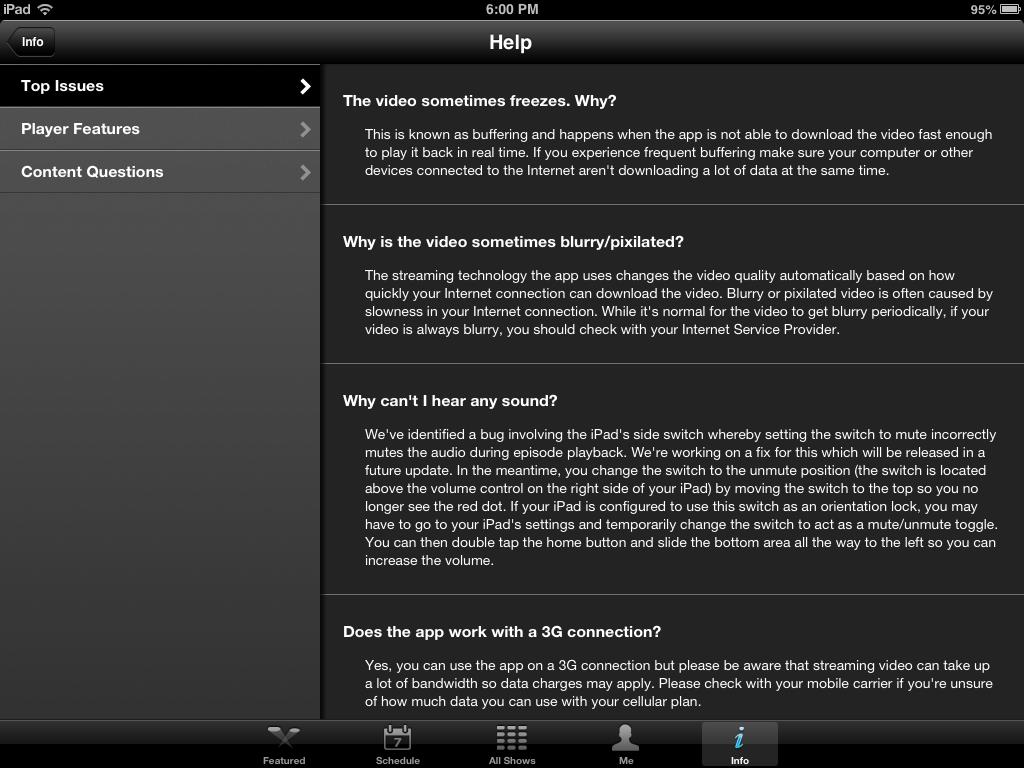 iPad
6:00 PM
95%
Info
Help
Top Issues
Player Features
Content Questions
The video sometimes freezes. Why?
This is known as buffering and happens when the app is not able to download the video fast enough
to play it back in real time. If you experience frequent buffering make sure your computer or other
devices connected to the Internet aren't downloading a lot of data at the same time.
Why is the video sometimes blurry/pixilated?
The streaming technology the app uses changes the video quality automatically based on how
quickly your Internet connection can download the video. Blurry or pixilated video is often caused by
slowness in your Internet connection. While it's normal for the video to get blurry periodically, if your
video is always blurry, you should check with your Internet Service Provider.
Why can't I hear any sound?
We've identified a bug involving the iPad's side switch whereby setting the switch to mute incorrectly
mutes the audio during episode playback. We're working on a fix for this which will be released in a
future update. In the meantime, you change the switch to the unmute position (the switch is located
above the volume control on the right side of your iPad) by moving the switch to the top so you no
longer see the red dot. If your iPad is configured to use this switch as an orientation lock, you may
have to go to your iPad's settings and temporarily change the switch to act as a mute/unmute toggle.
You can then double tap the home button and slide the bottom area all the way to the left so you can
increase the volume.
Does the app work with a 3G connection?
Yes, you can use the app on a 3G connection but please be aware that streaming video can take up
a lot of bandwidth so data charges may apply. Please check with your mobile carrier if you're unsure
of how much data you can use with your cellular plan.
7
Featured
Schedule
All Shows
Me
i
Info